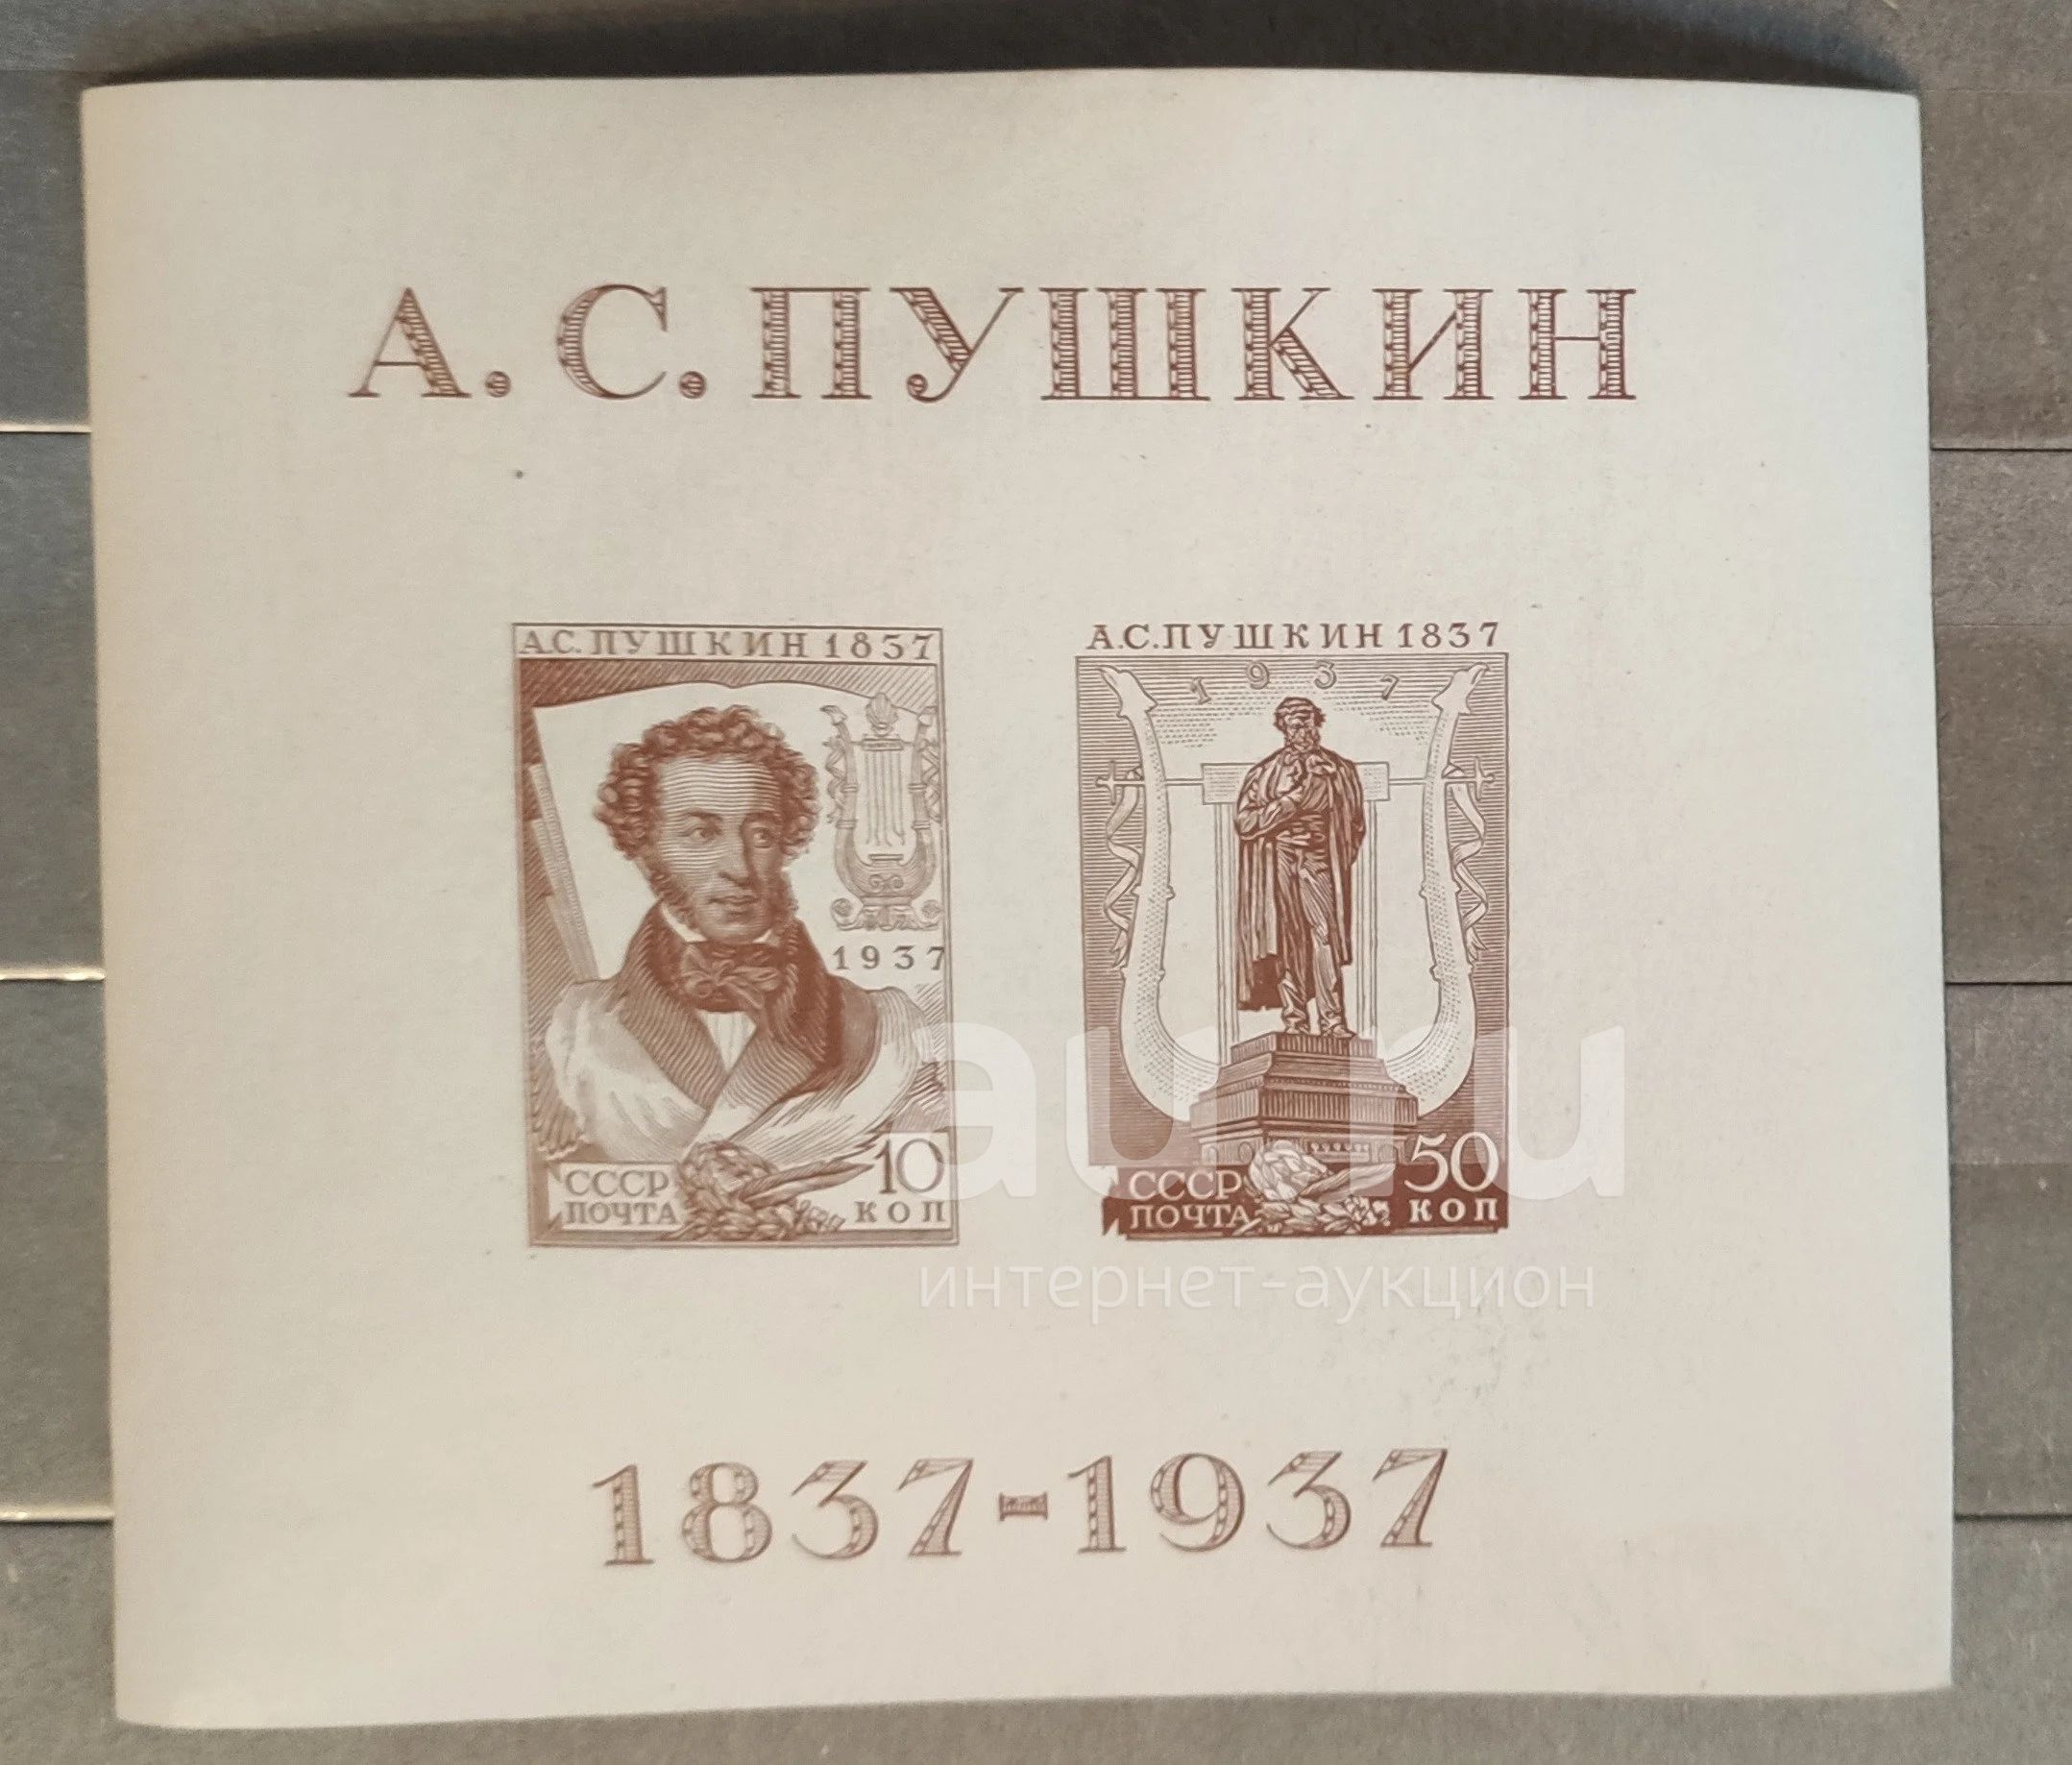 А. С. ПУШКИН
А.С.ПУШКИН 1837
1937
СССР
ПОЧТА
10
КОП
А.С.ПУШКИН 1837
1937
СССР
ПОЧТА
50
КОП
au.ru
интернет-аукцион
1837-1937